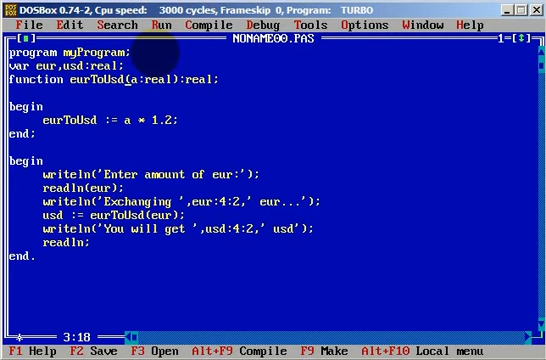 DOSBox 0.74-2, Cpu speed: 3000 cycles, Frameskip 0, Program: TURBO
File Edit Search Run Compile Debug Tools Options Window Help
NONAME00.PAS 1=[↕]
program myProgram;
var eur,usd:real;
function eurToUsd(a:real):real;
begin
eurToUsd := a * 1.2;
end;
begin
writeln('Enter amount of eur:');
readln(eur);
writeln('Exchanging ',eur:4:2,' eur...');
usd := eurToUsd(eur);
writeln('You will get ',usd:4:2,' usd');
readln;
end.
3:18
F1 Help F2 Save F3 Open Alt+F9 Compile F9 Make Alt+F10 Local menu